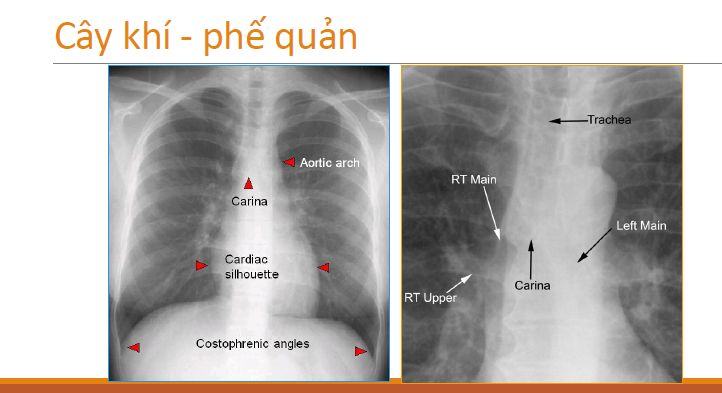 Cây khí - phế quản
Aortic arch
Carina
Cardiac
silhouette
Costophrenic angles
Trachea
RT Main
Left Main
Carina
RT Upper